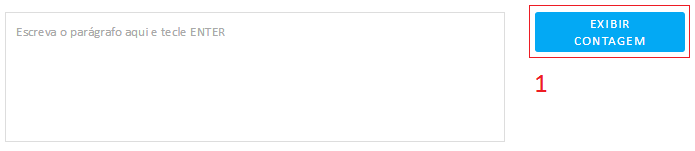 Escreva o parágrafo aqui e tecle ENTER
EXIBIR
CONTAGEM
1